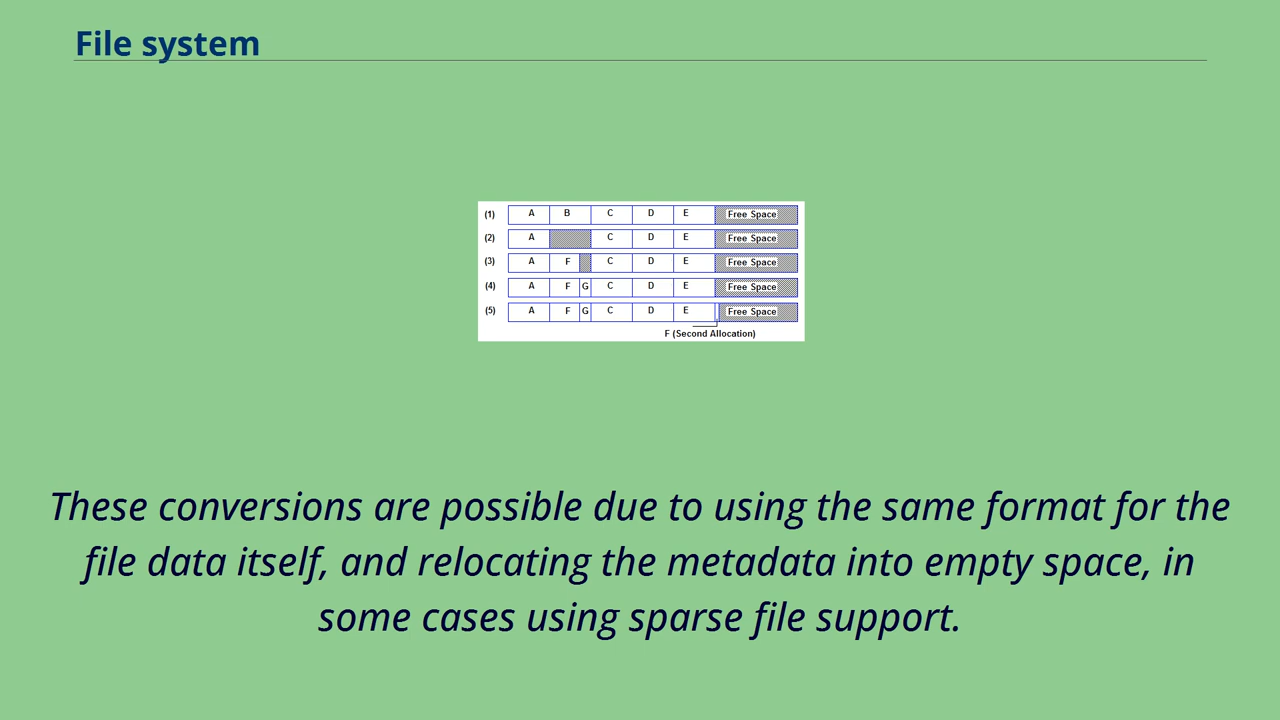 File system
(1) A B C D E Free Space
(2) A C D E Free Space
(3) A F C D E Free Space
(4) A F G C D E Free Space
(5) A F G C D E Free Space
F (Second Allocation)
These conversions are possible due to using the same format for the
file data itself, and relocating the metadata into empty space, in
some cases using sparse file support.